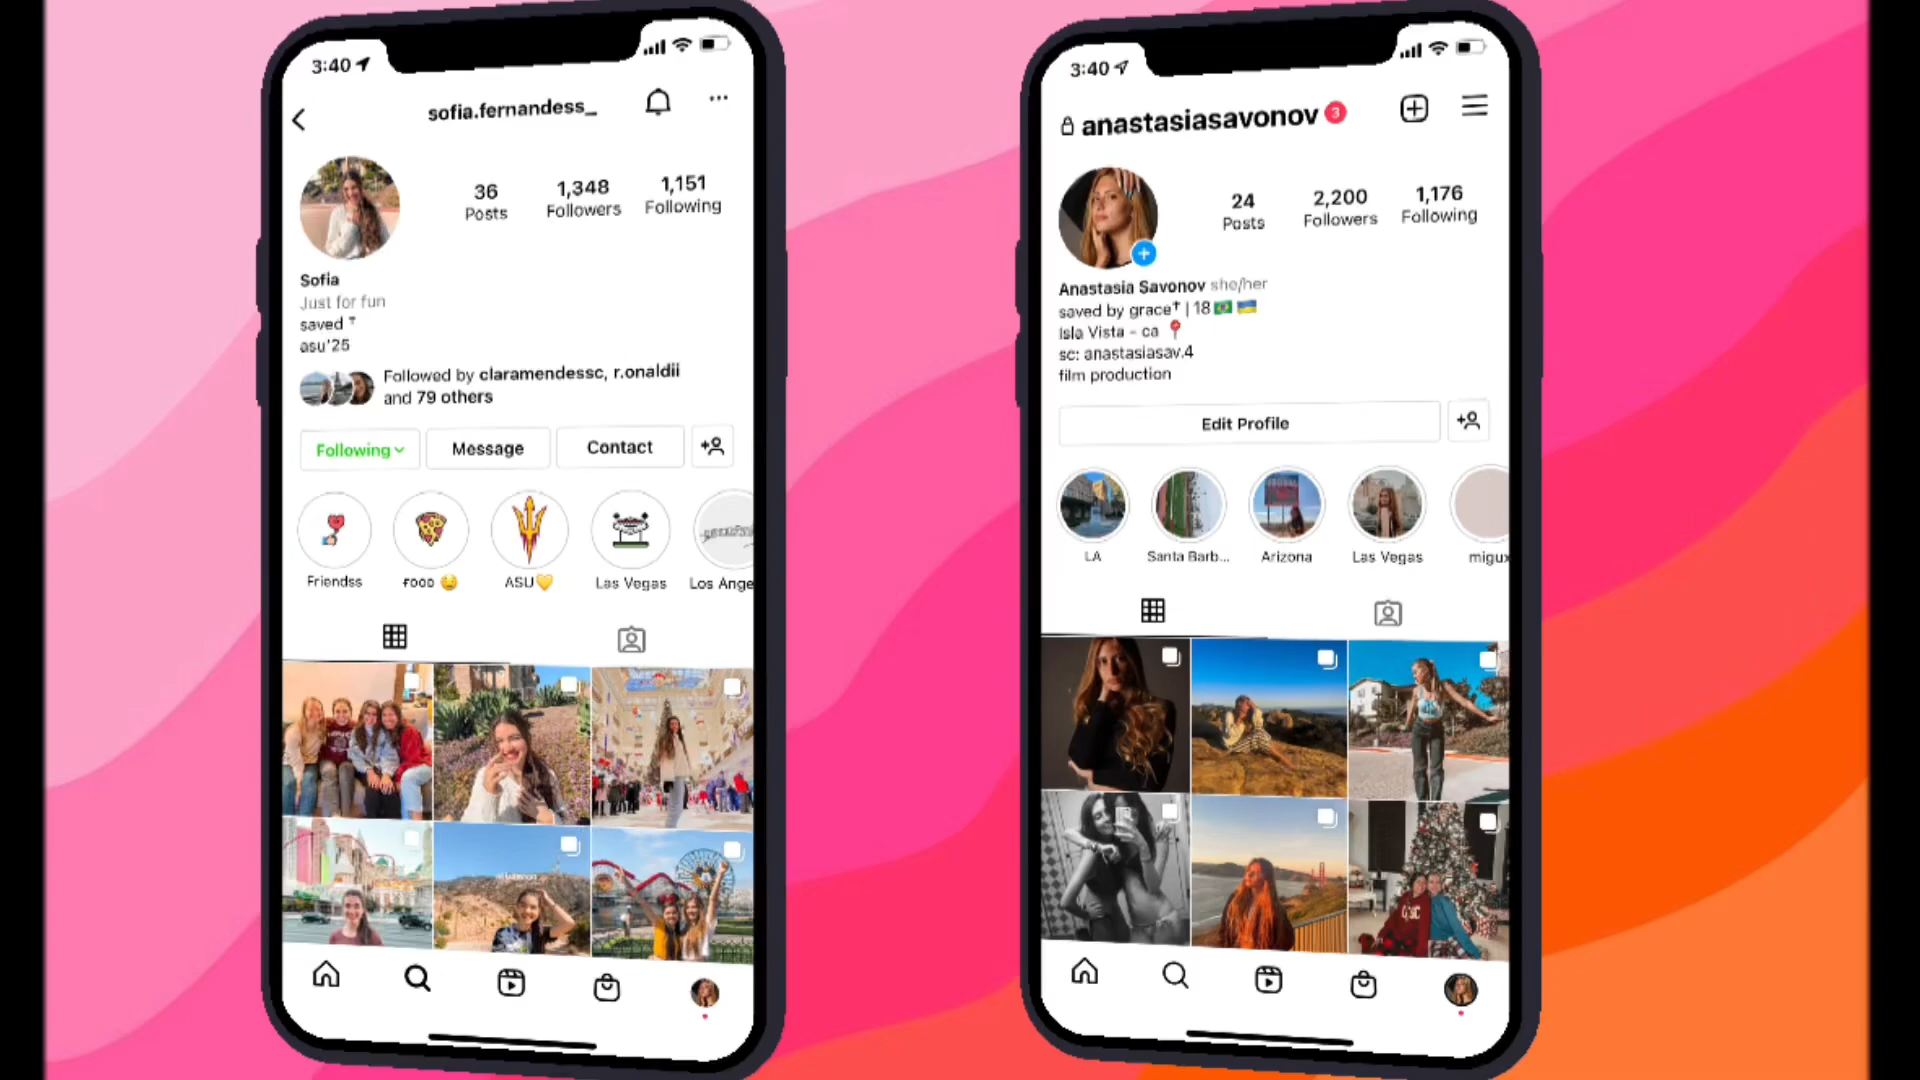 3:40
sofia.fernandess_
36
Posts
1,348
Followers
1,151
Following
Sofia
Just for fun
saved †
asu'25
Followed by claramendessc, r.onaldii
and 79 others
Following
Message
Contact
Friendss
FOOD 🤤
ASU💛
Las Vegas
Los Ange
3:40
anastasiasavonov 3
24
Posts
2,200
Followers
1,176
Following
Anastasia Savonov she/her
saved by grace† | 18 🇧🇷 🇺🇦
Isla Vista - ca 📍
sc: anastasiasav.4
film production
Edit Profile
LA
Santa Barb...
Arizona
Las Vegas
migux